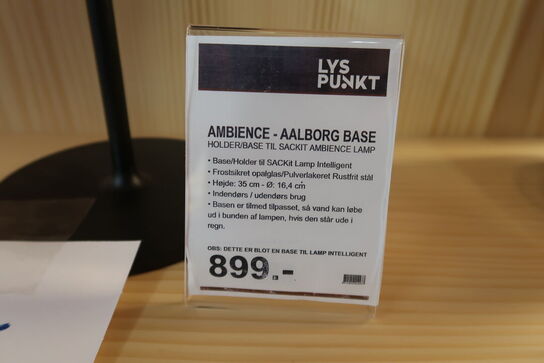 LYS
PUNKT
AMBIENCE - AALBORG BASE
HOLDER/BASE TIL SACKIT AMBIENCE LAMP
• Base/Holder til SACKit Lamp Intelligent
• Frostsikret opalglas/Pulverlakeret Rustfrit stål
• Højde: 35 cm - Ø: 16,4 cm
• Indendørs / udendørs brug
• Basen er tilmed tilpasset, så vand kan løbe
ud i bunden af lampen, hvis den står ude i
regn.
OBS: DETTE ER BLOT EN BASE TIL LAMP INTELLIGENT
899.-